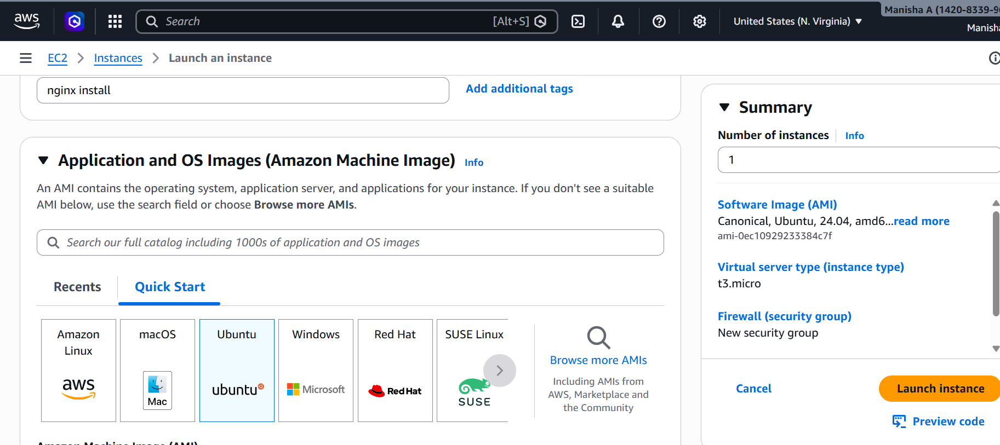 aws
Search
[Alt+S]
United States (N. Virginia)
Manisha A (1420-8339-9
Manisha
EC2
Instances
Launch an instance
nginx install
Add additional tags
Application and OS Images (Amazon Machine Image) Info
An AMI contains the operating system, application server, and applications for your instance. If you don't see a suitable
AMI below, use the search field or choose Browse more AMIs.
Search our full catalog including 1000s of application and OS images
Recents
Quick Start
Amazon
Linux
aws
macOS
Mac
Ubuntu
ubuntu
Windows
Microsoft
Red Hat
Red Hat
SUSE Linux
SUSE
Browse more AMIs
Including AMIs from
AWS, Marketplace and
the Community
Amazon Machine Image (AMI)
Summary
Number of instances Info
1
Software Image (AMI)
Canonical, Ubuntu, 24.04, amd6...read more
ami-0ec10929233384c7f
Virtual server type (instance type)
t3.micro
Firewall (security group)
New security group
Cancel
Launch instance
Preview code